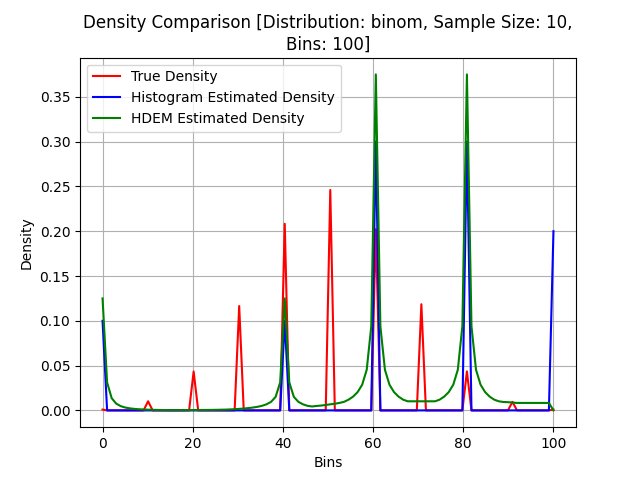 Density Comparison [Distribution: binom, Sample Size: 10,
Bins: 100]
True Density
Histogram Estimated Density
HDEM Estimated Density
Density
0.35
0.30
0.25
0.20
0.15
0.10
0.05
0.00
0 20 40 60 80 100
Bins